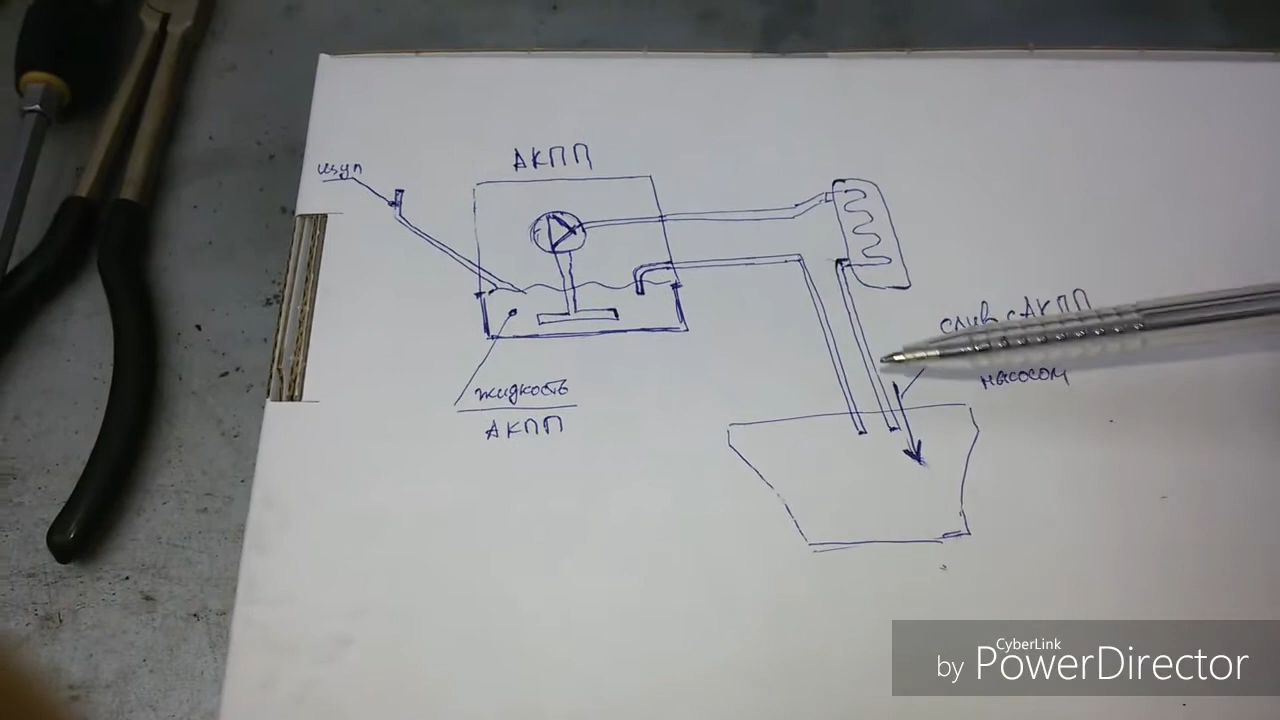 АКПП
щуп
слив с АКПП
насосом
жидкость
АКПП
CyberLink
by PowerDirector